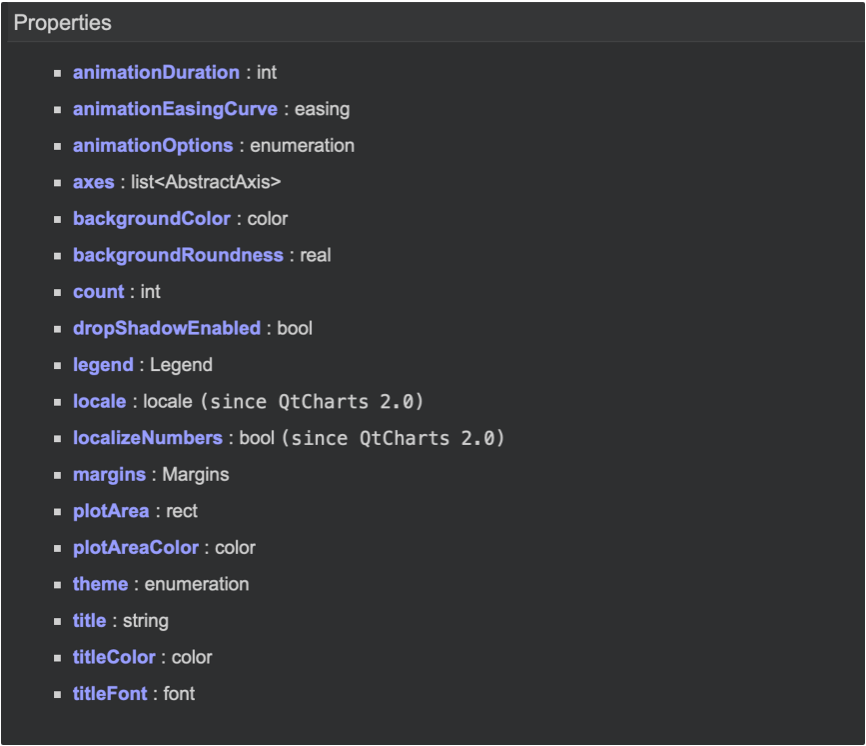 Properties
animationDuration : int
animationEasingCurve : easing
animationOptions : enumeration
axes : list<AbstractAxis>
backgroundColor : color
backgroundRoundness : real
count : int
dropShadowEnabled : bool
legend : Legend
locale : locale (since QtCharts 2.0)
localizeNumbers : bool (since QtCharts 2.0)
margins : Margins
plotArea : rect
plotAreaColor : color
theme : enumeration
title : string
titleColor : color
titleFont : font